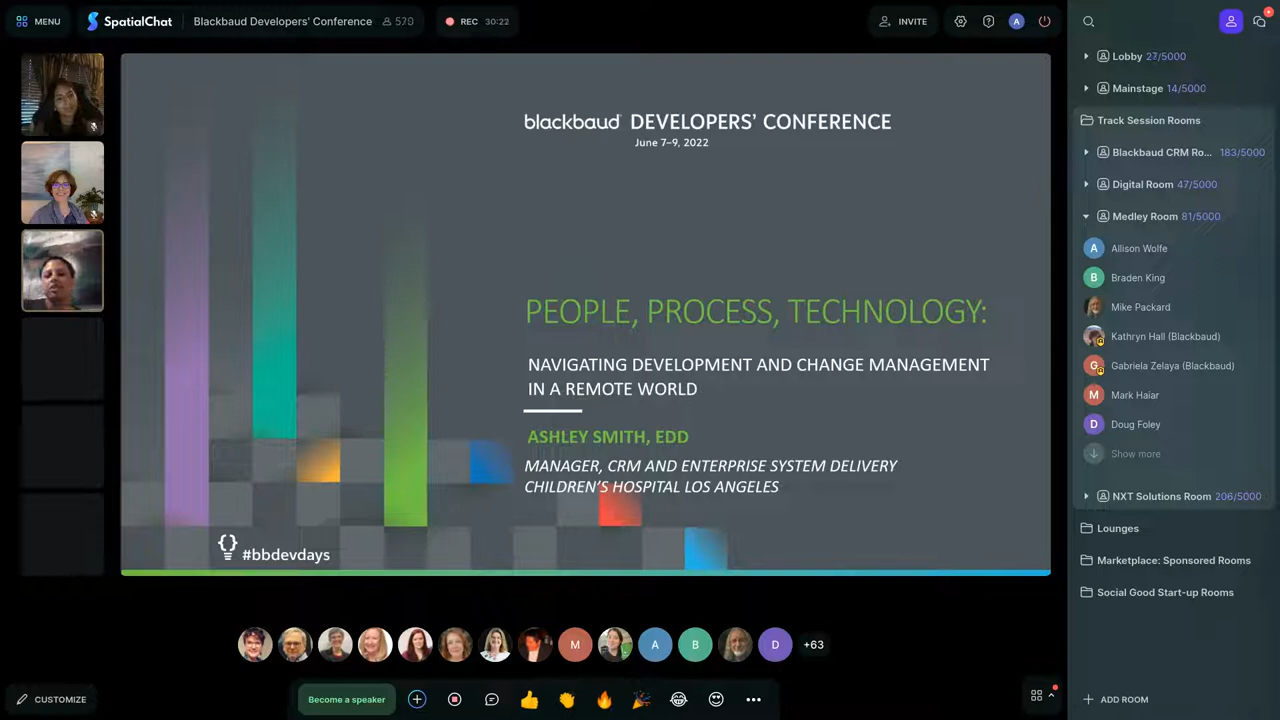 MENU
SpatialChat
Blackbaud Developers' Conference
570
REC 30:22
INVITE
A
blackbaud DEVELOPERS' CONFERENCE
June 7–9, 2022
PEOPLE, PROCESS, TECHNOLOGY:
NAVIGATING DEVELOPMENT AND CHANGE MANAGEMENT
IN A REMOTE WORLD
ASHLEY SMITH, EDD
MANAGER, CRM AND ENTERPRISE SYSTEM DELIVERY
CHILDREN'S HOSPITAL LOS ANGELES
#bbdevdays
M
A
B
D
+63
CUSTOMIZE
Become a speaker
Lobby 27/5000
Mainstage 14/5000
Track Session Rooms
Blackbaud CRM Ro... 183/5000
Digital Room 47/5000
Medley Room 81/5000
A Allison Wolfe
B Braden King
Mike Packard
Kathryn Hall (Blackbaud)
G Gabriela Zelaya (Blackbaud)
M Mark Haiar
D Doug Foley
Show more
NXT Solutions Room 206/5000
Lounges
Marketplace: Sponsored Rooms
Social Good Start-up Rooms
ADD ROOM